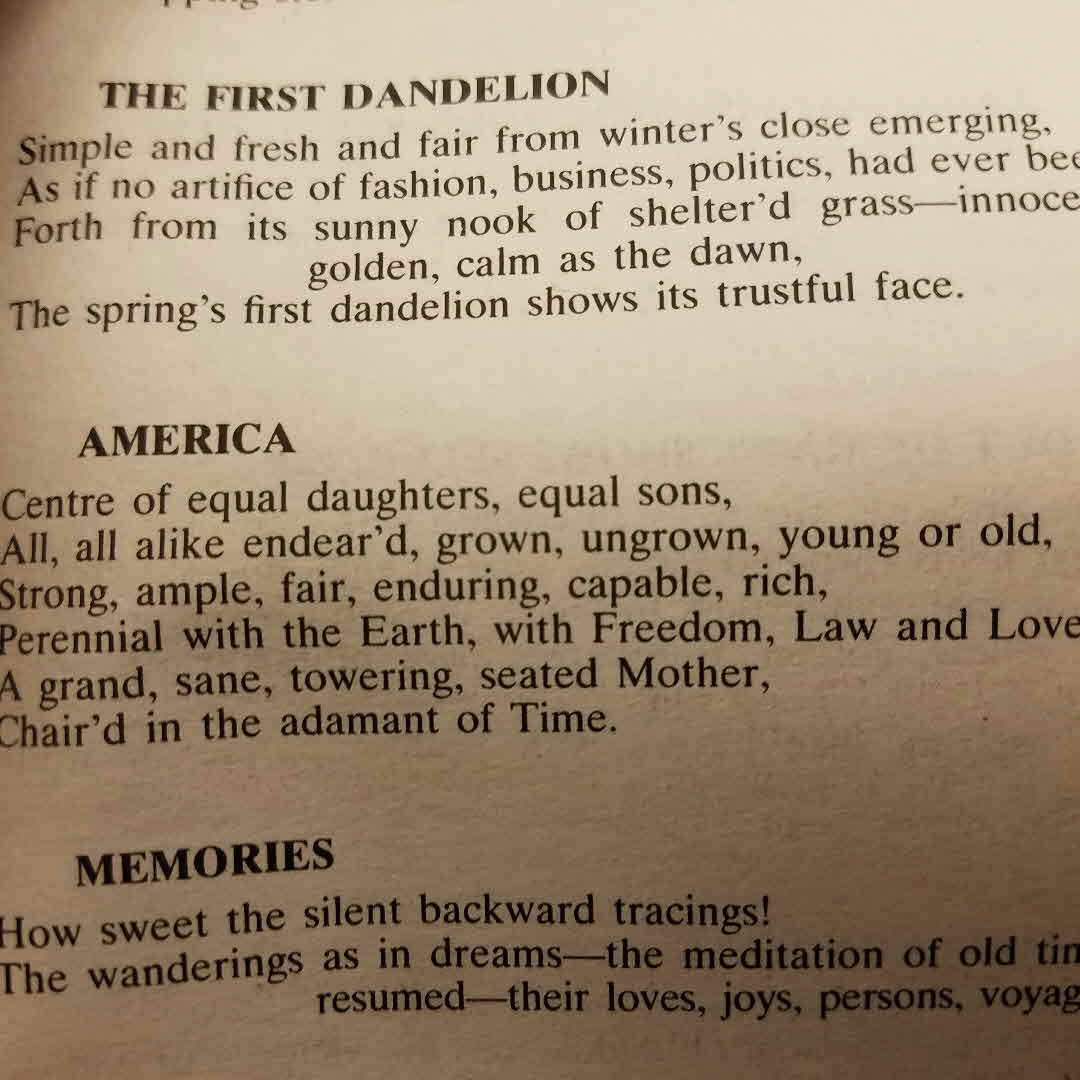 THE FIRST DANDELION
Simple and fresh and fair from winter's close emerging,
As if no artifice of fashion, business, politics, had ever
Forth from its sunny nook of shelter'd grass—
golden, calm as the dawn,
The spring's first dandelion shows its trustful face.
AMERICA
Centre of equal daughters, equal sons,
All, all alike endear'd, grown, ungrown, young or old,
Strong, ample, fair, enduring, capable, rich,
Perennial with the Earth, with Freedom, Law and Love
A grand, sane, towering, seated Mother,
Chair'd in the adamant of Time.
MEMORIES
How sweet the silent backward tracings!
The wanderings as in dreams—the meditation of old
resumed—their loves, joys, persons,